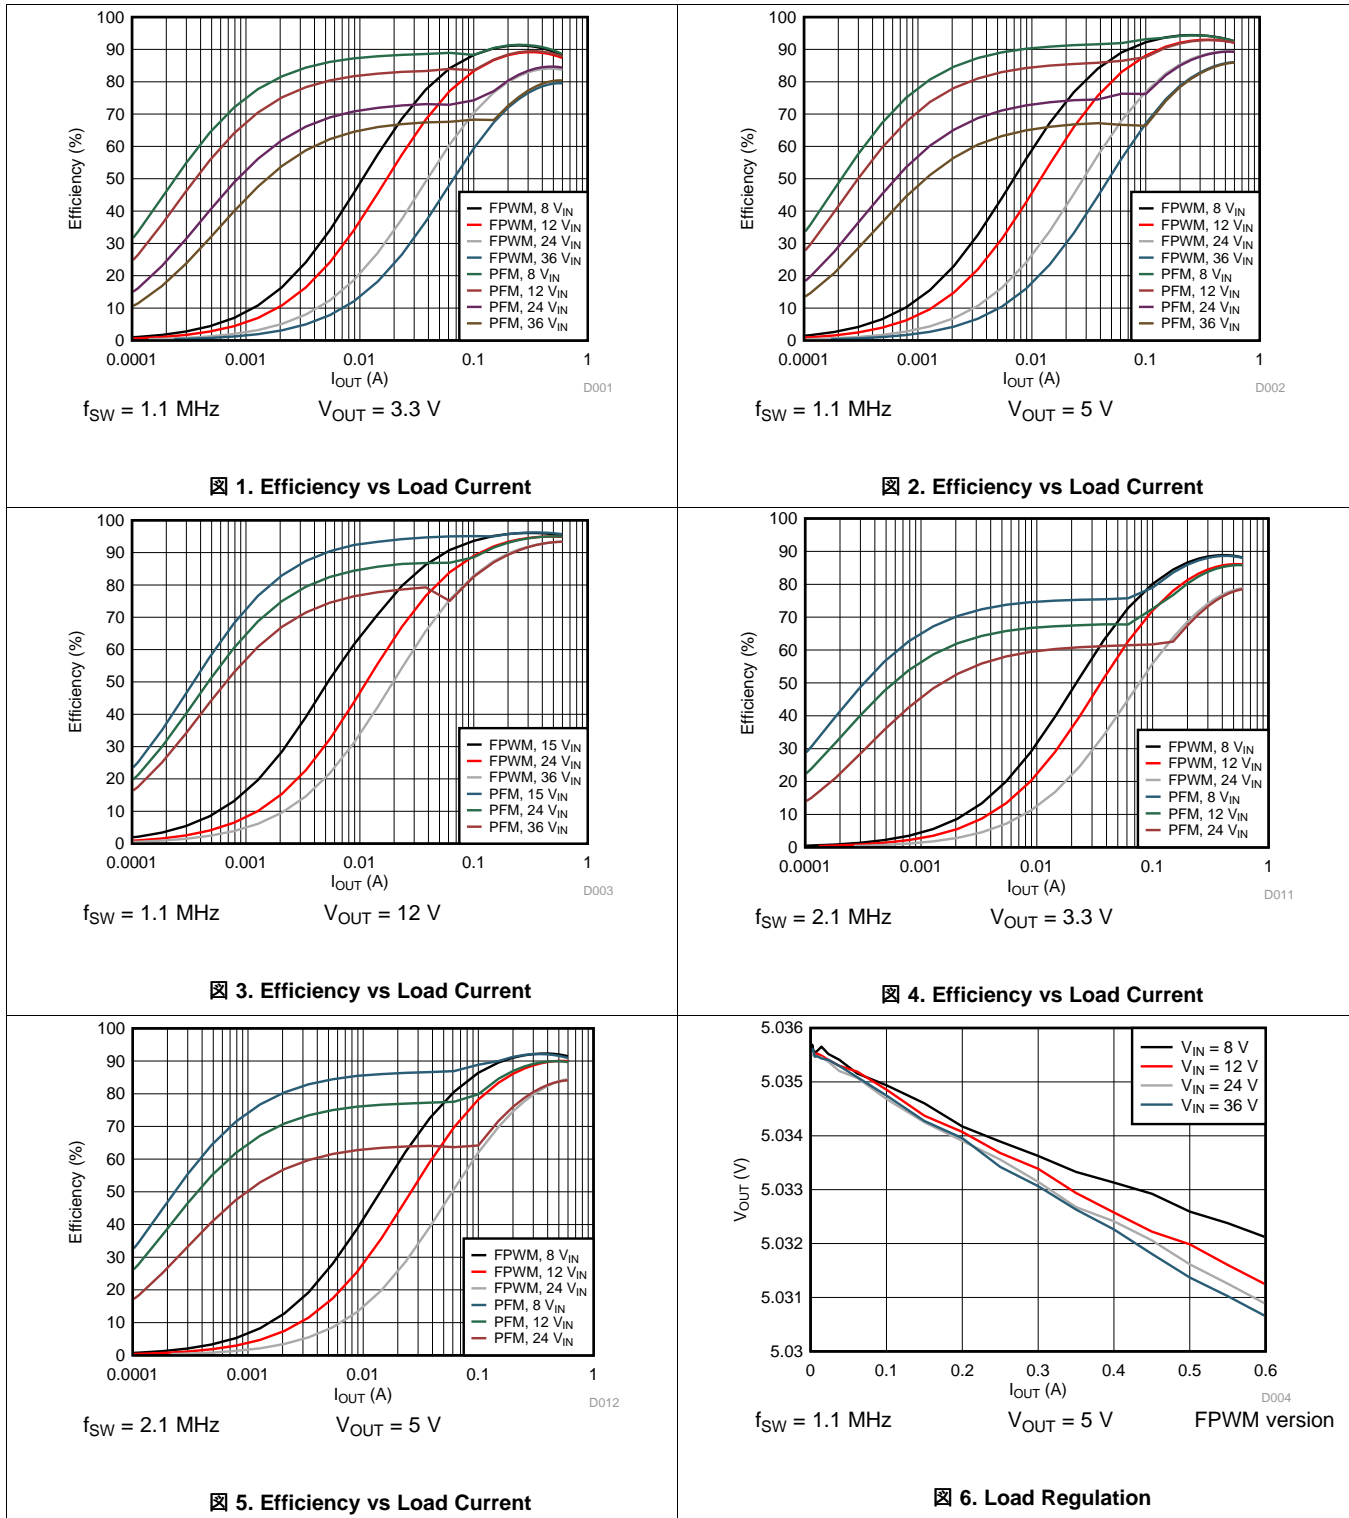 100
90
80
70
60
50
40
30
20
10
0
Efficiency (%)
FPWM, 8 VIN
FPWM, 12 VIN
FPWM, 24 VIN
FPWM, 36 VIN
PFM, 8 VIN
PFM, 12 VIN
PFM, 24 VIN
PFM, 36 VIN
0.0001 0.001 0.01 0.1 1
IOUT (A)
D001
fSW = 1.1 MHz VOUT = 3.3 V
図 1. Efficiency vs Load Current
100
90
80
70
60
50
40
30
20
10
0
Efficiency (%)
FPWM, 8 VIN
FPWM, 12 VIN
FPWM, 24 VIN
FPWM, 36 VIN
PFM, 8 VIN
PFM, 12 VIN
PFM, 24 VIN
PFM, 36 VIN
0.0001 0.001 0.01 0.1 1
IOUT (A)
D002
fSW = 1.1 MHz VOUT = 5 V
図 2. Efficiency vs Load Current
100
90
80
70
60
50
40
30
20
10
0
Efficiency (%)
FPWM, 15 VIN
FPWM, 24 VIN
FPWM, 36 VIN
PFM, 15 VIN
PFM, 24 VIN
PFM, 36 VIN
0.0001 0.001 0.01 0.1 1
IOUT (A)
D003
fSW = 1.1 MHz VOUT = 12 V
図 3. Efficiency vs Load Current
100
90
80
70
60
50
40
30
20
10
0
Efficiency (%)
FPWM, 8 VIN
FPWM, 12 VIN
FPWM, 24 VIN
PFM, 8 VIN
PFM, 12 VIN
PFM, 24 VIN
0.0001 0.001 0.01 0.1 1
IOUT (A)
D011
fSW = 2.1 MHz VOUT = 3.3 V
図 4. Efficiency vs Load Current
100
90
80
70
60
50
40
30
20
10
0
Efficiency (%)
FPWM, 8 VIN
FPWM, 12 VIN
FPWM, 24 VIN
PFM, 8 VIN
PFM, 12 VIN
PFM, 24 VIN
0.0001 0.001 0.01 0.1 1
IOUT (A)
D012
fSW = 2.1 MHz VOUT = 5 V
図 5. Efficiency vs Load Current
5.036
5.035
5.034
5.033
5.032
5.031
5.03
VOUT (V)
VIN = 8 V
VIN = 12 V
VIN = 24 V
VIN = 36 V
0 0.1 0.2 0.3 0.4 0.5 0.6
IOUT (A)
D004
fSW = 1.1 MHz VOUT = 5 V FPWM version
図 6. Load Regulation